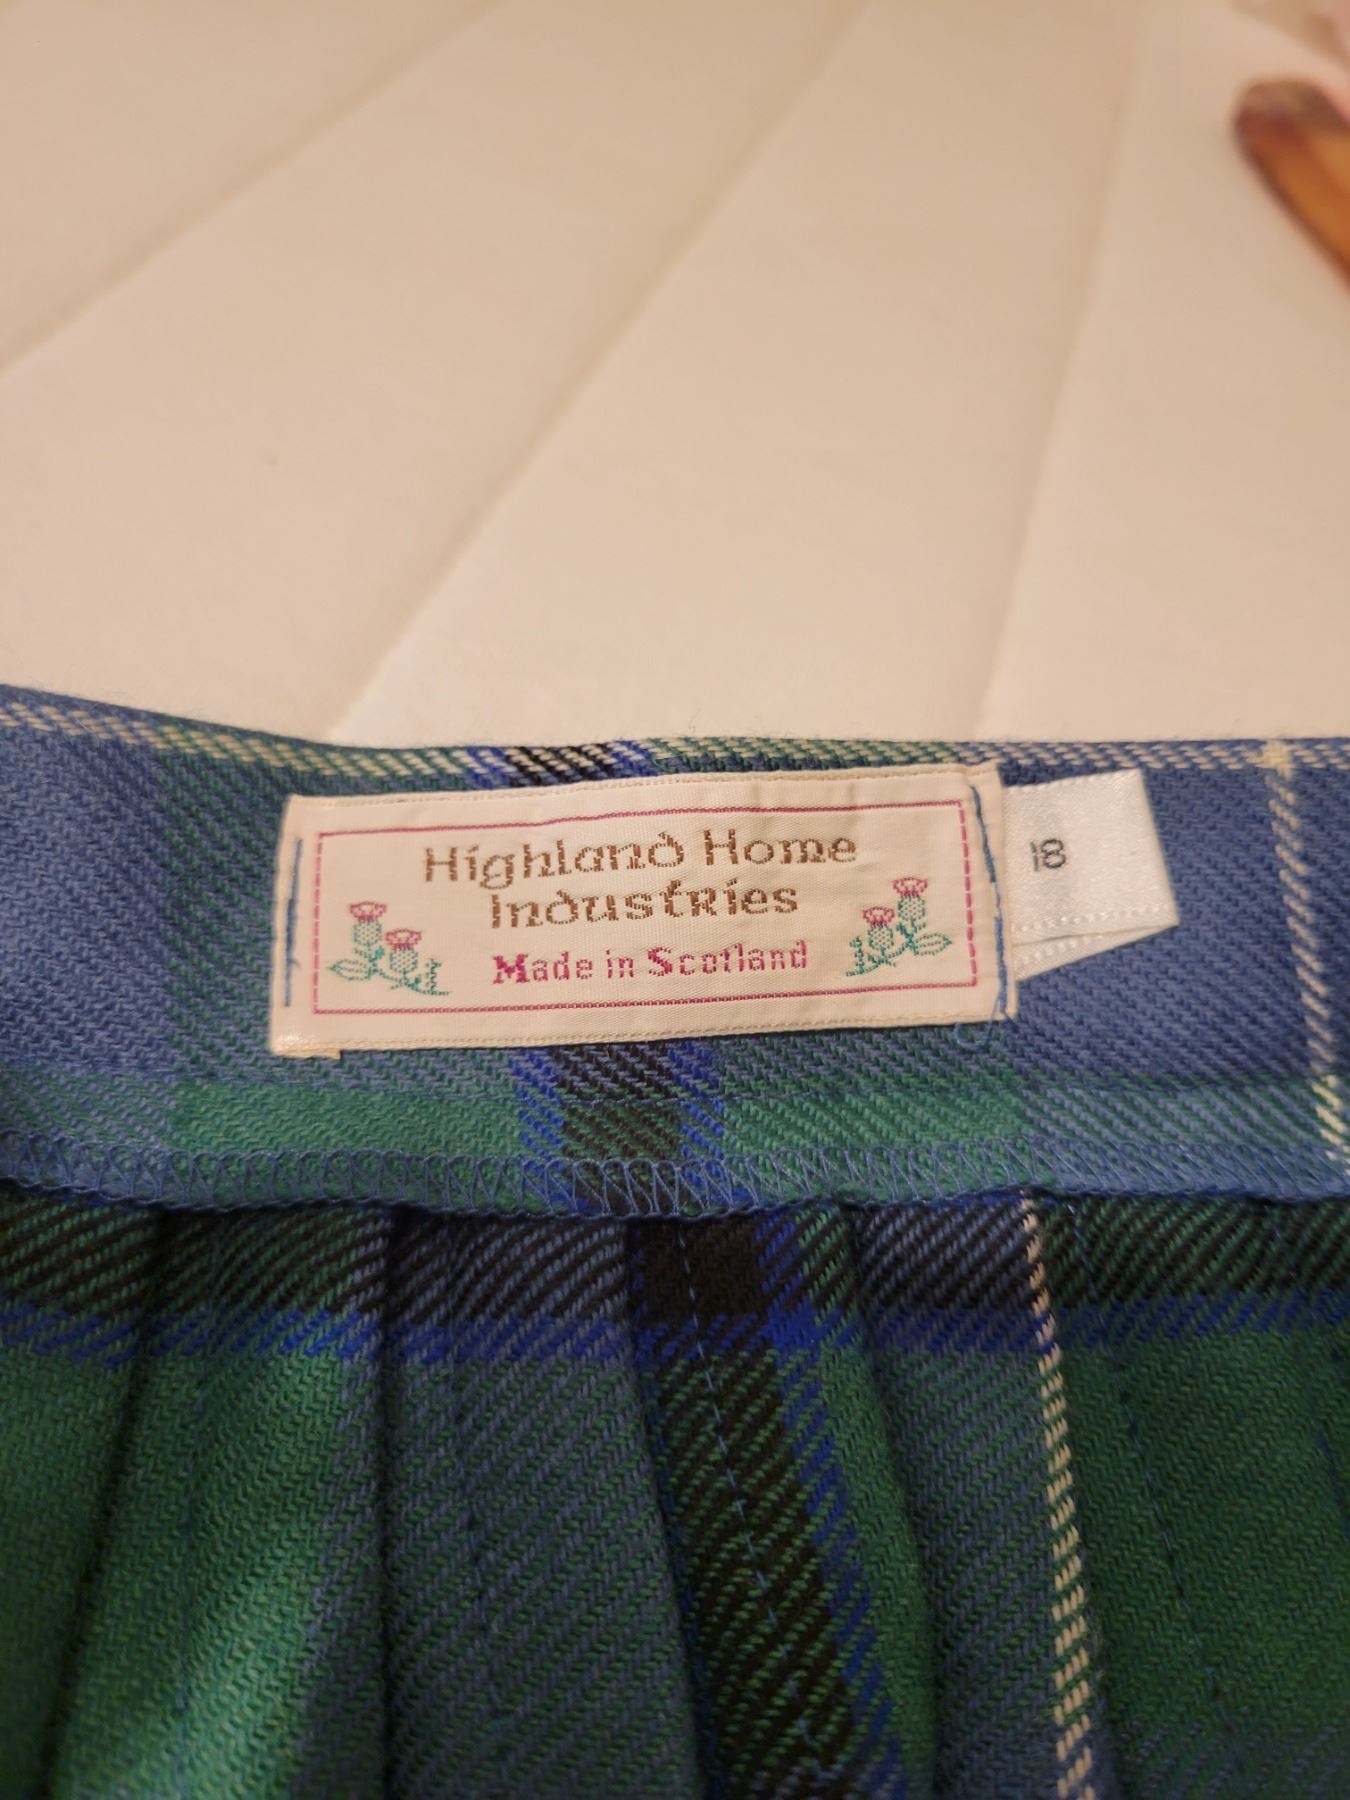 Highland Home
Industries
Made in Scotland
18